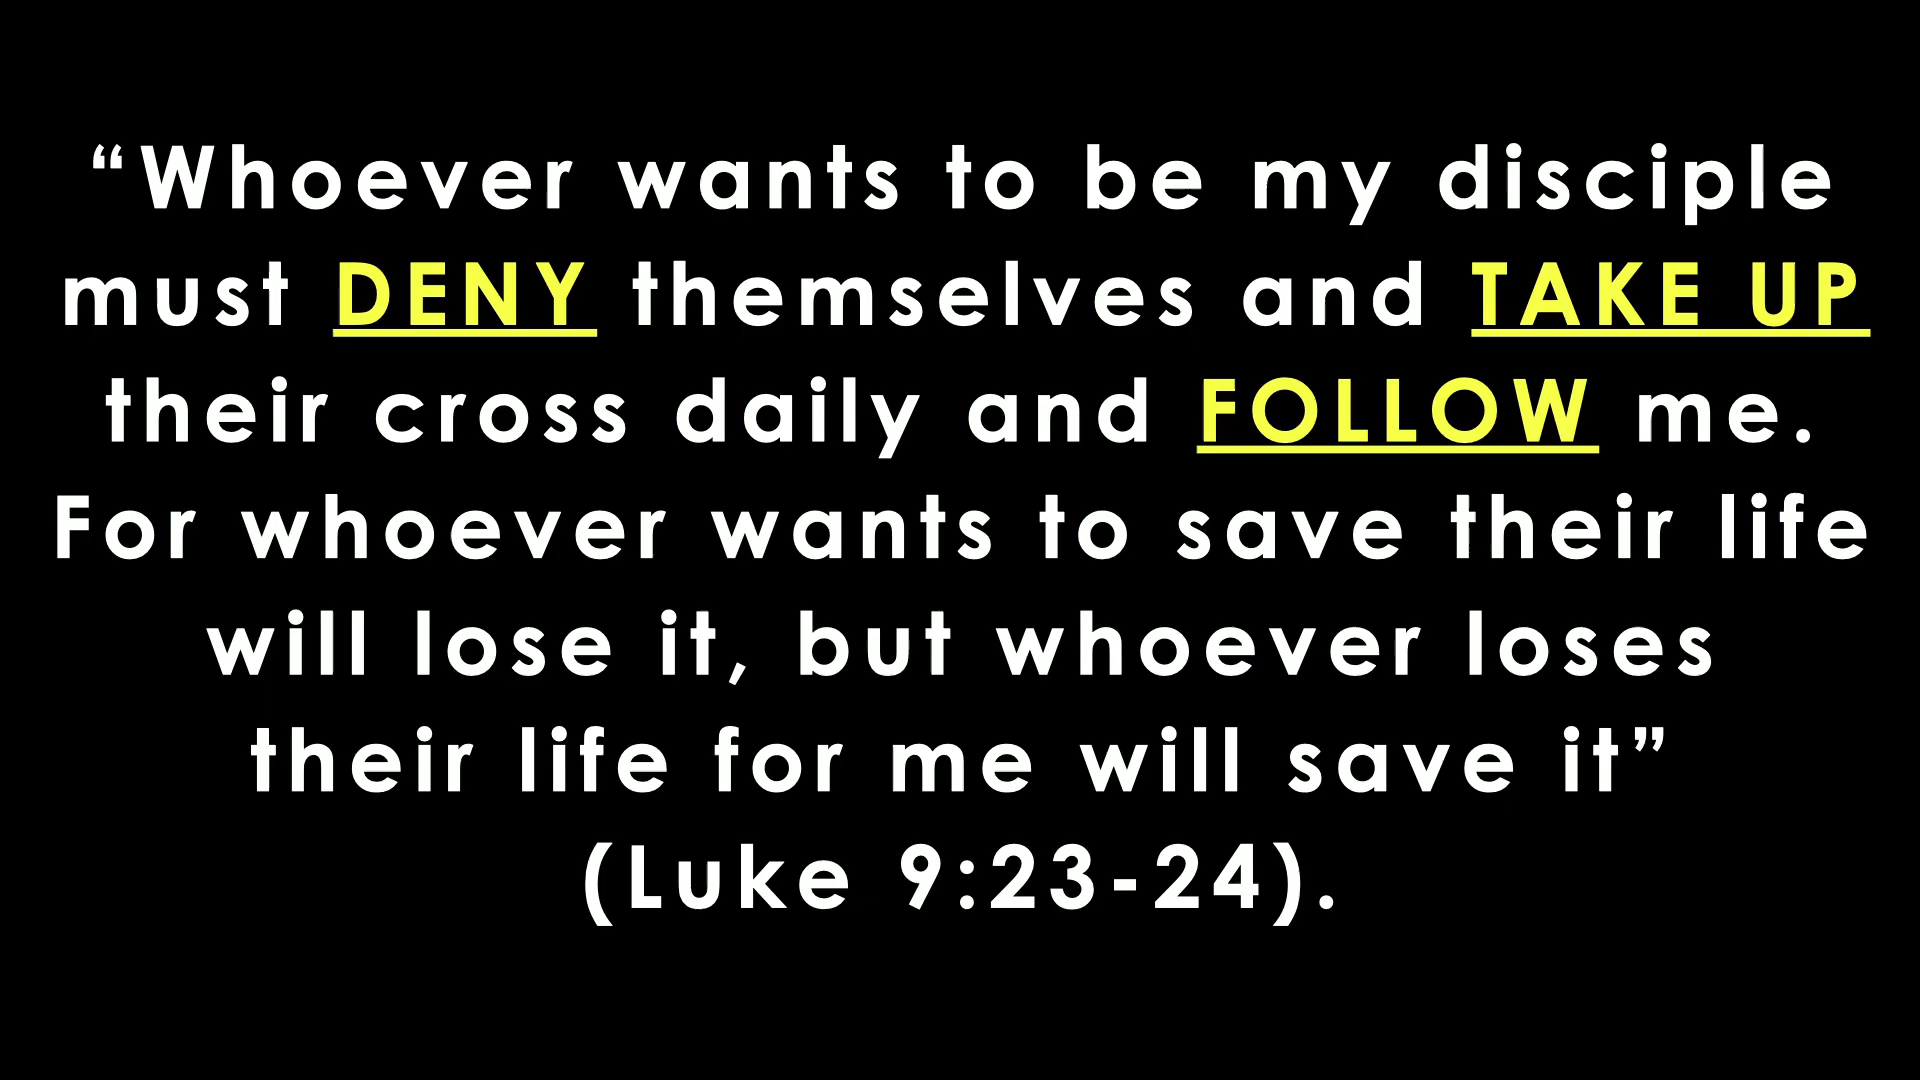 “Whoever wants to be my disciple
must DENY themselves and TAKE UP
their cross daily and FOLLOW me.
For whoever wants to save their life
will lose it, but whoever loses
their life for me will save it”
(Luke 9:23-24).